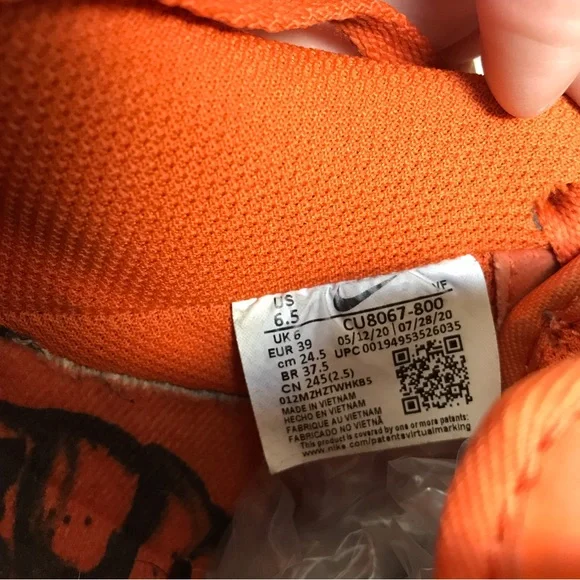 US
6.5
UK 6
EUR 39
cm 24.5
BR 37.5
CN 245(2.5)
VF
CU8067-800
05/12/20 | 07/28/20
UPC 00194953526035
012MZHZTWHKB5
MADE IN VIETNAM
HECHO EN VIETNAM
FABRIQUE AU VIETNAM
FABRICADO NO VIETNÃ
This product is covered by one or more patents:
www.nike.com/patentsvirtualmarking